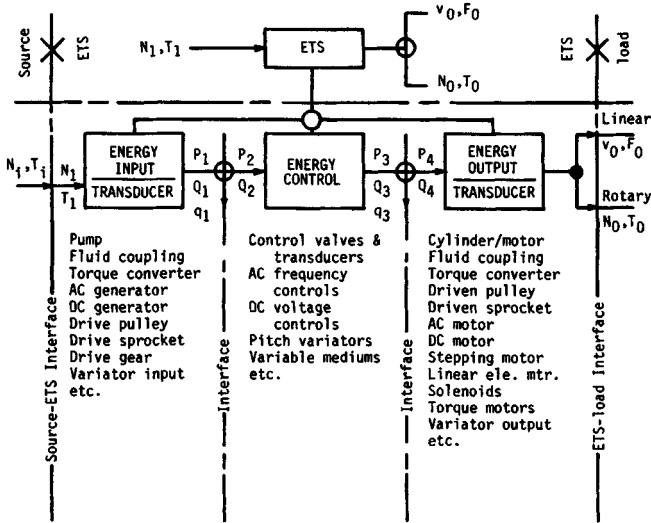 v0,F0
Source
ETS
N1,T1
ETS
N0,T0
ETS
load
Linear
v0,F0
Ni,Ti
N1
T1
ENERGY
INPUT
TRANSDUCER
P1
Q1
q1
P2
Q2
ENERGY
CONTROL
P3
Q3
q3
P4
Q4
ENERGY
OUTPUT
TRANSDUCER
Rotary
N0,T0
Pump
Fluid coupling
Torque converter
AC generator
DC generator
Drive pulley
Drive sprocket
Drive gear
Variator input
etc.
Control valves &
transducers
AC frequency
controls
DC voltage
controls
Pitch variators
Variable mediums
etc.
Cylinder/motor
Fluid coupling
Torque converter
Driven pulley
Driven sprocket
AC motor
DC motor
Stepping motor
Linear ele. mtr.
Solenoids
Torque motors
Variator output
etc.
Source-ETS Interface
Interface
Interface
ETS-load Interface